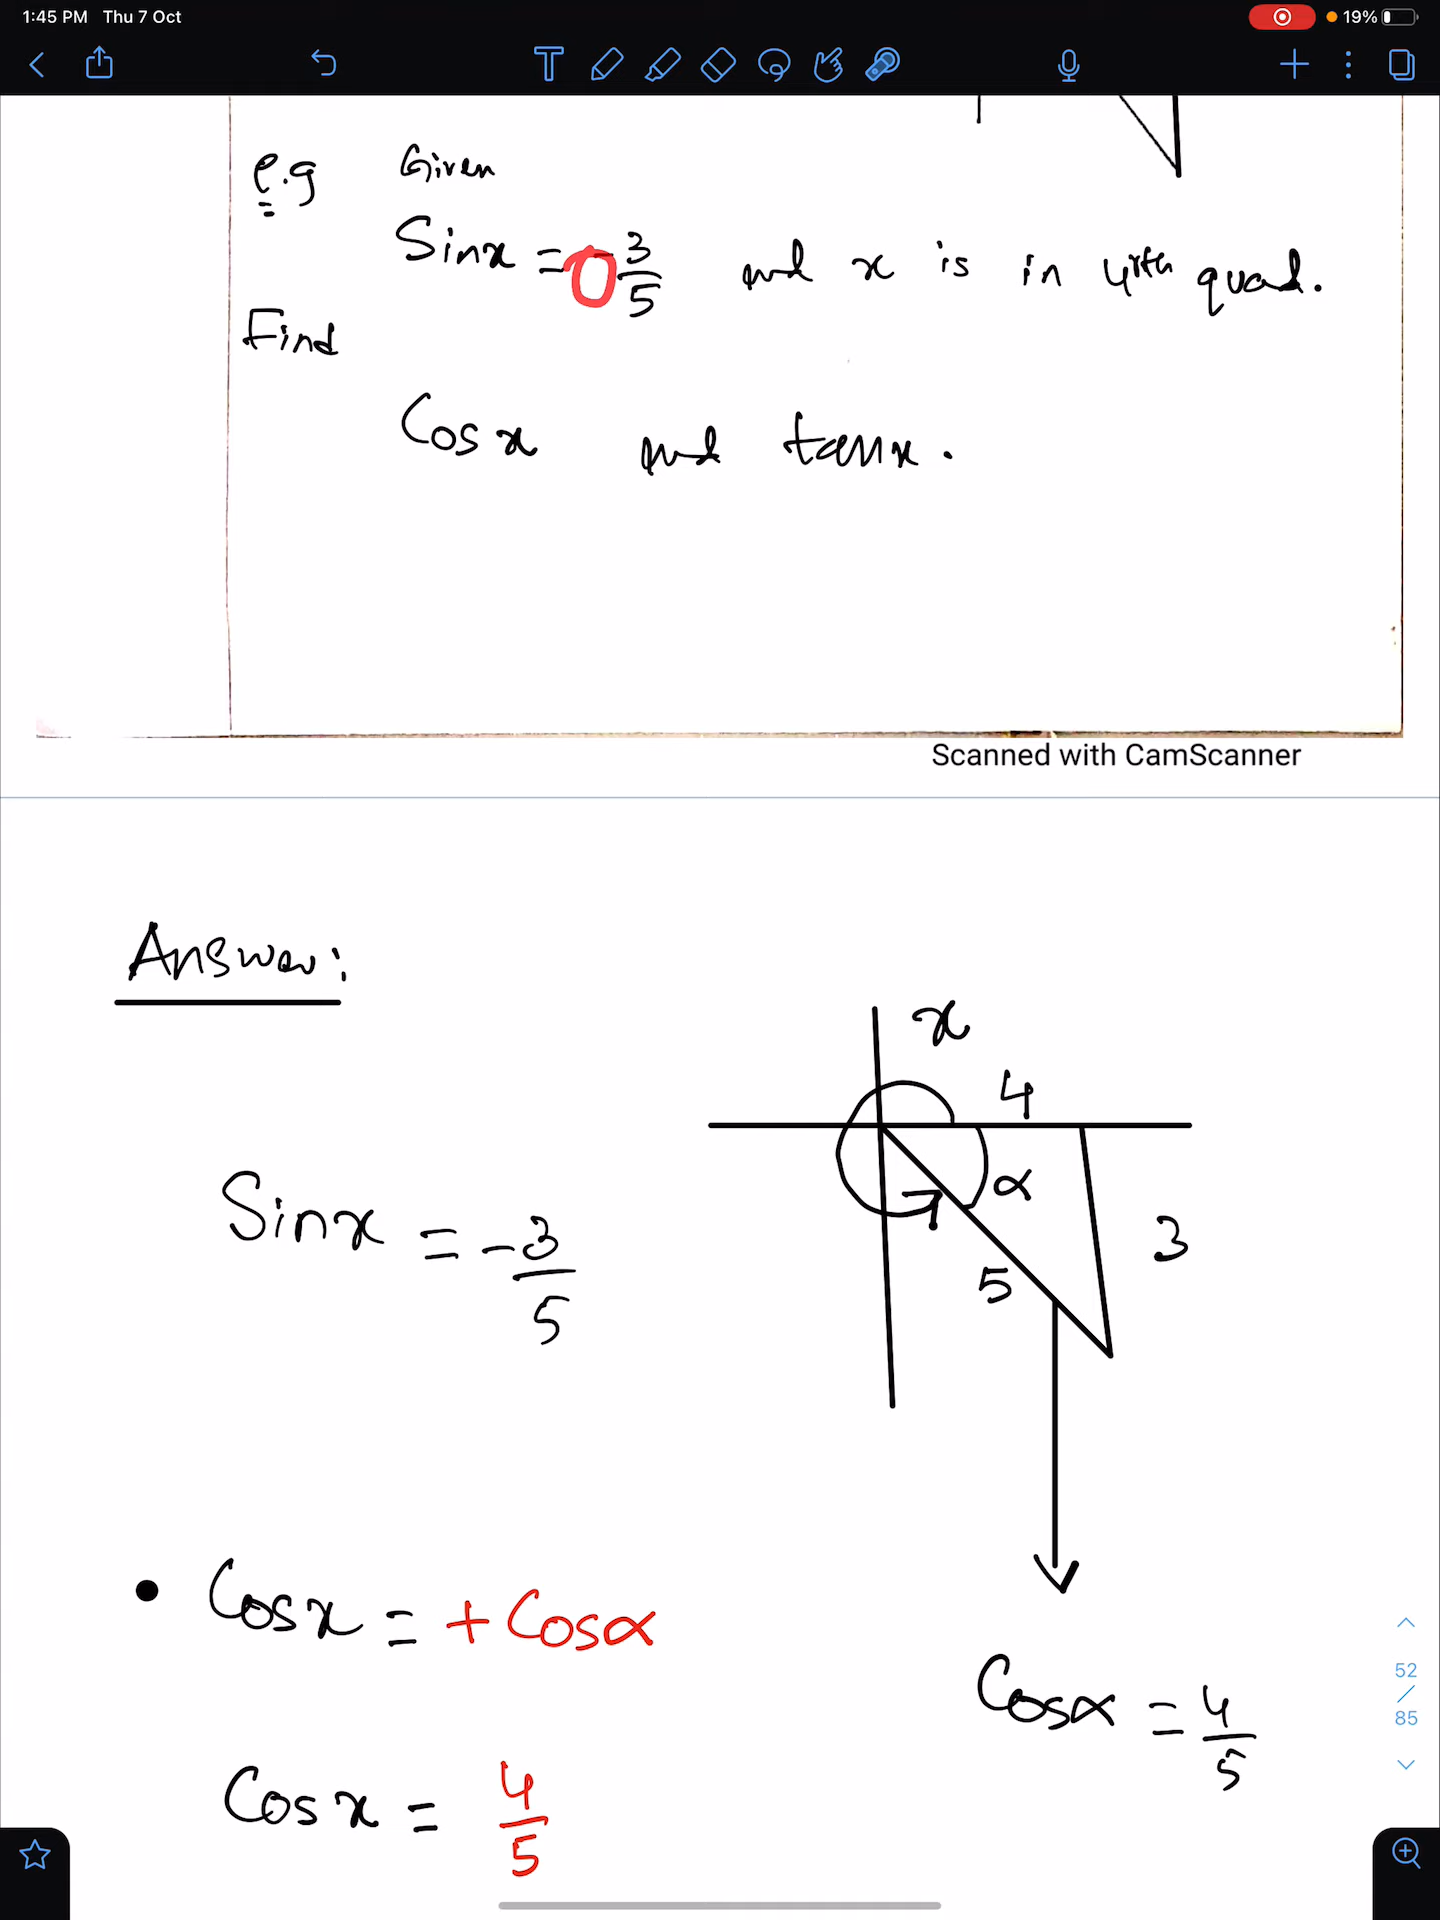 1:45 PM Thu 7 Oct 19%
e.g Given
Sinx = -3/5 and x is in 4rth quad.
Find
Cos x and tanx.
Scanned with CamScanner
Answer:
x
4
α
Sinx = -3/5
3
5
Cosx = + Cosα
52
/
85
Cosα = 4/5
Cosx = 4/5